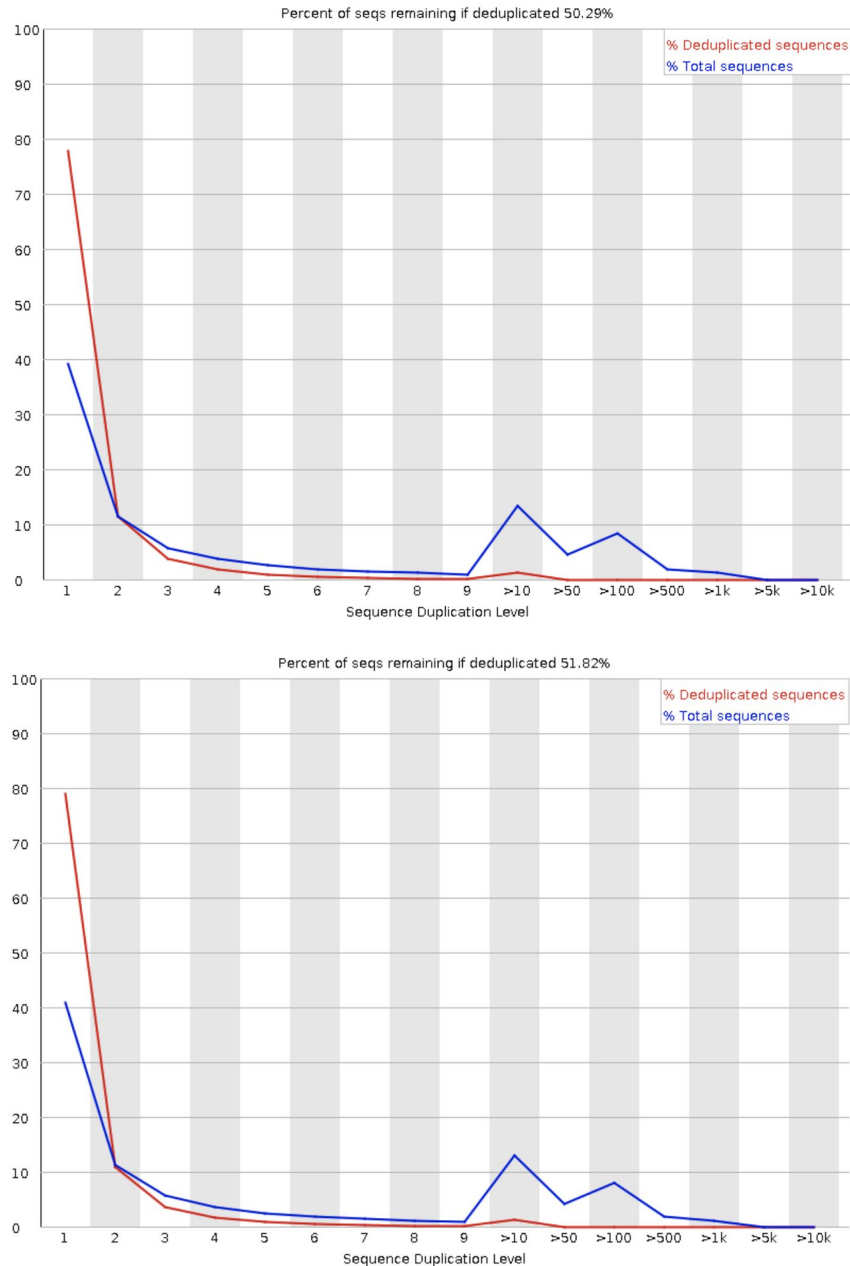 Percent of seqs remaining if deduplicated 50.29%
100
% Deduplicated sequences
% Total sequences
90
80
70
60
50
40
30
20
10
0
1 2 3 4 5 6 7 8 9 >10 >50 >100 >500 >1k >5k >10k
Sequence Duplication Level
Percent of seqs remaining if deduplicated 51.82%
100
% Deduplicated sequences
% Total sequences
90
80
70
60
50
40
30
20
10
0
1 2 3 4 5 6 7 8 9 >10 >50 >100 >500 >1k >5k >10k
Sequence Duplication Level